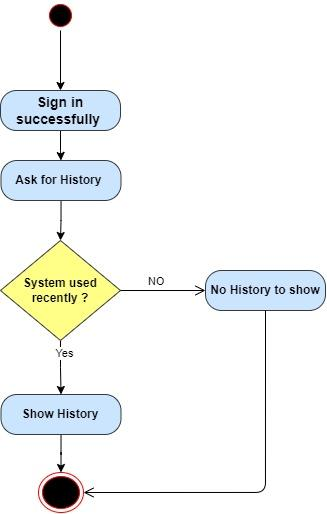 Sign in
successfully
Ask for History
System used
recently ?
NO
No History to show
Yes
Show History